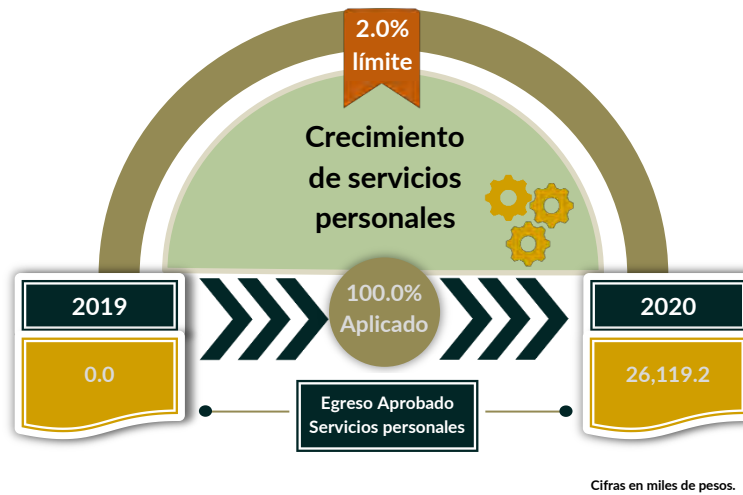 2.0%
límite
Crecimiento
de servicios
personales
2019
100.0%
Aplicado
2020
0.0
26,119.2
Egreso Aprobado
Servicios personales
Cifras en miles de pesos.